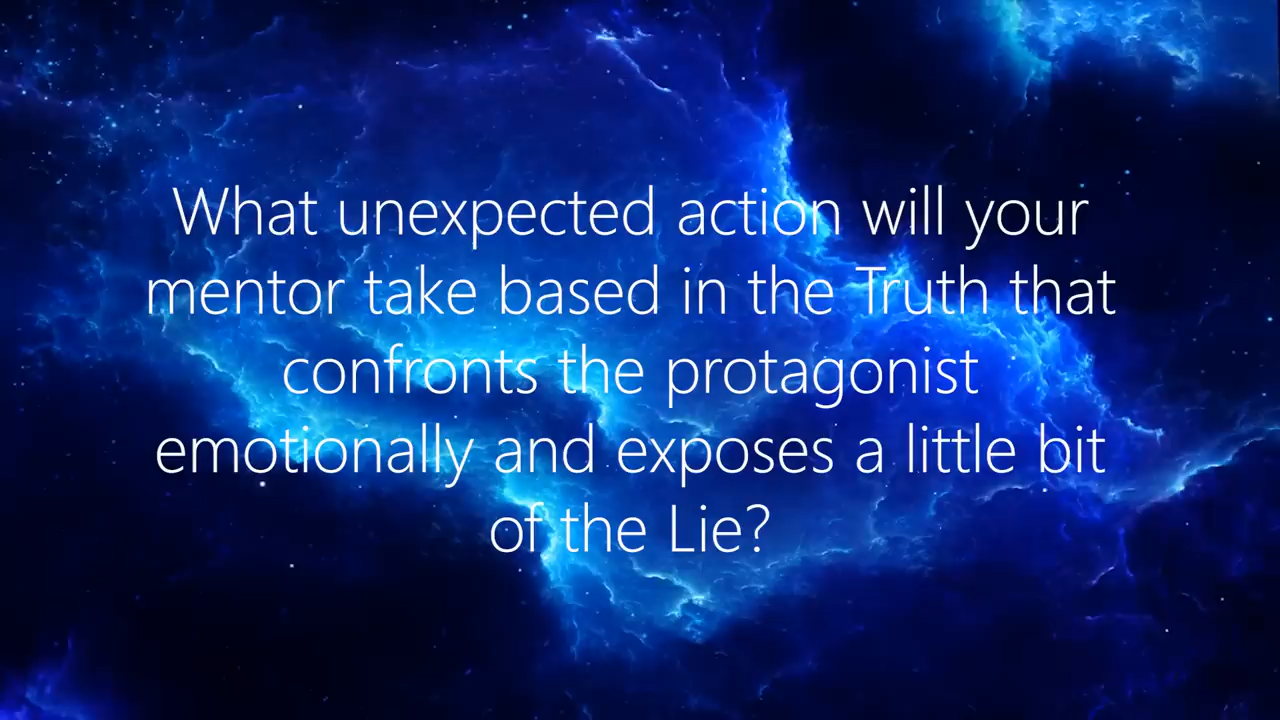 What unexpected action will your
mentor take based in the Truth that
confronts the protagonist
emotionally and exposes a little bit
of the Lie?